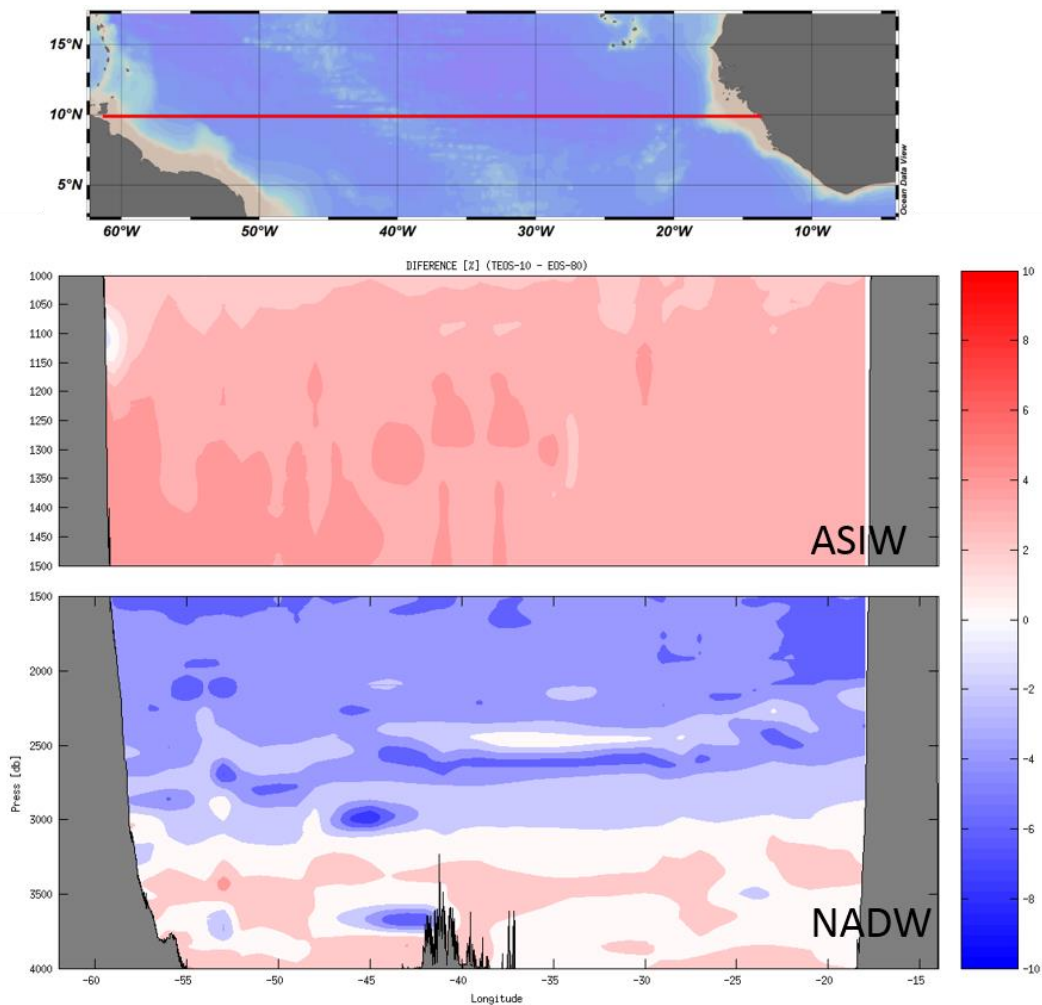 15°N
10°N
5°N
60°W 50°W 40°W 30°W 20°W 10°W
Ocean Data View
DIFERENCE [%] (TEOS-10 - EOS-80)
1000
1050
1100
1150
1200
1250
1300
1350
1400
1450
1500
ASIW
1500
2000
2500
3000
3500
4000
Press [db]
NADW
-60 -55 -50 -45 -40 -35 -30 -25 -20 -15
Longitude
10
8
6
4
2
0
-2
-4
-6
-8
-10